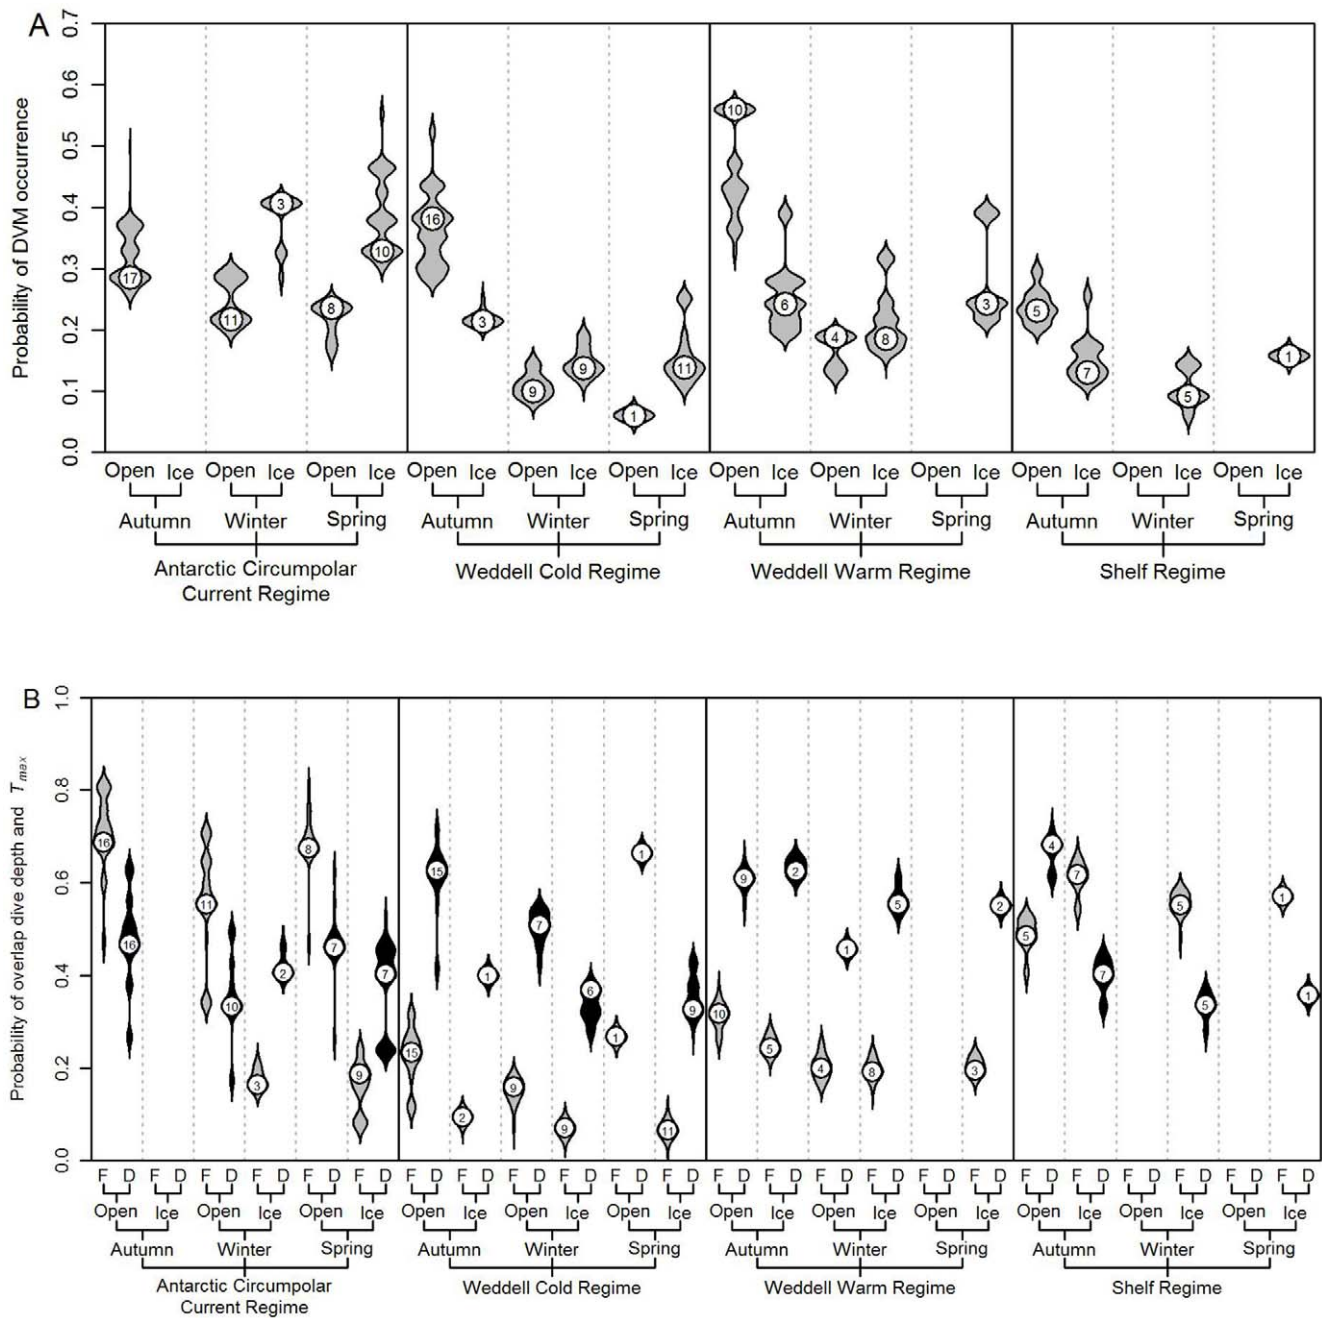 A
Probability of DVM occurrence
0.7
0.6
0.5
0.4
0.3
0.2
0.1
0.0
17 11 3 8 10 16 3 9 9 1 11 10 6 4 8 3 5 7 5 1
Open Ice Open Ice Open Ice Open Ice Open Ice Open Ice Open Ice Open Ice Open Ice Open Ice Open Ice Open Ice
Autumn Winter Spring Autumn Winter Spring Autumn Winter Spring Autumn Winter Spring
Antarctic Circumpolar
Current Regime
Weddell Cold Regime
Weddell Warm Regime
Shelf Regime
B
Probability of overlap dive depth and Tmax
1.0
0.8
0.6
0.4
0.2
0.0
16 16 11 10 3 2 8 7 9 7 15 15 2 1 9 7 9 6 1 1 11 9 10 9 5 2 4 1 8 5 3 2 5 4 7 7 5 5 1 1
F D F D F D F D F D F D F D F D F D F D F D F D F D F D F D F D F D F D F D F D F D F D F D F D
Open Ice Open Ice Open Ice Open Ice Open Ice Open Ice Open Ice Open Ice Open Ice Open Ice Open Ice Open Ice
Autumn Winter Spring Autumn Winter Spring Autumn Winter Spring Autumn Winter Spring
Antarctic Circumpolar
Current Regime
Weddell Cold Regime
Weddell Warm Regime
Shelf Regime